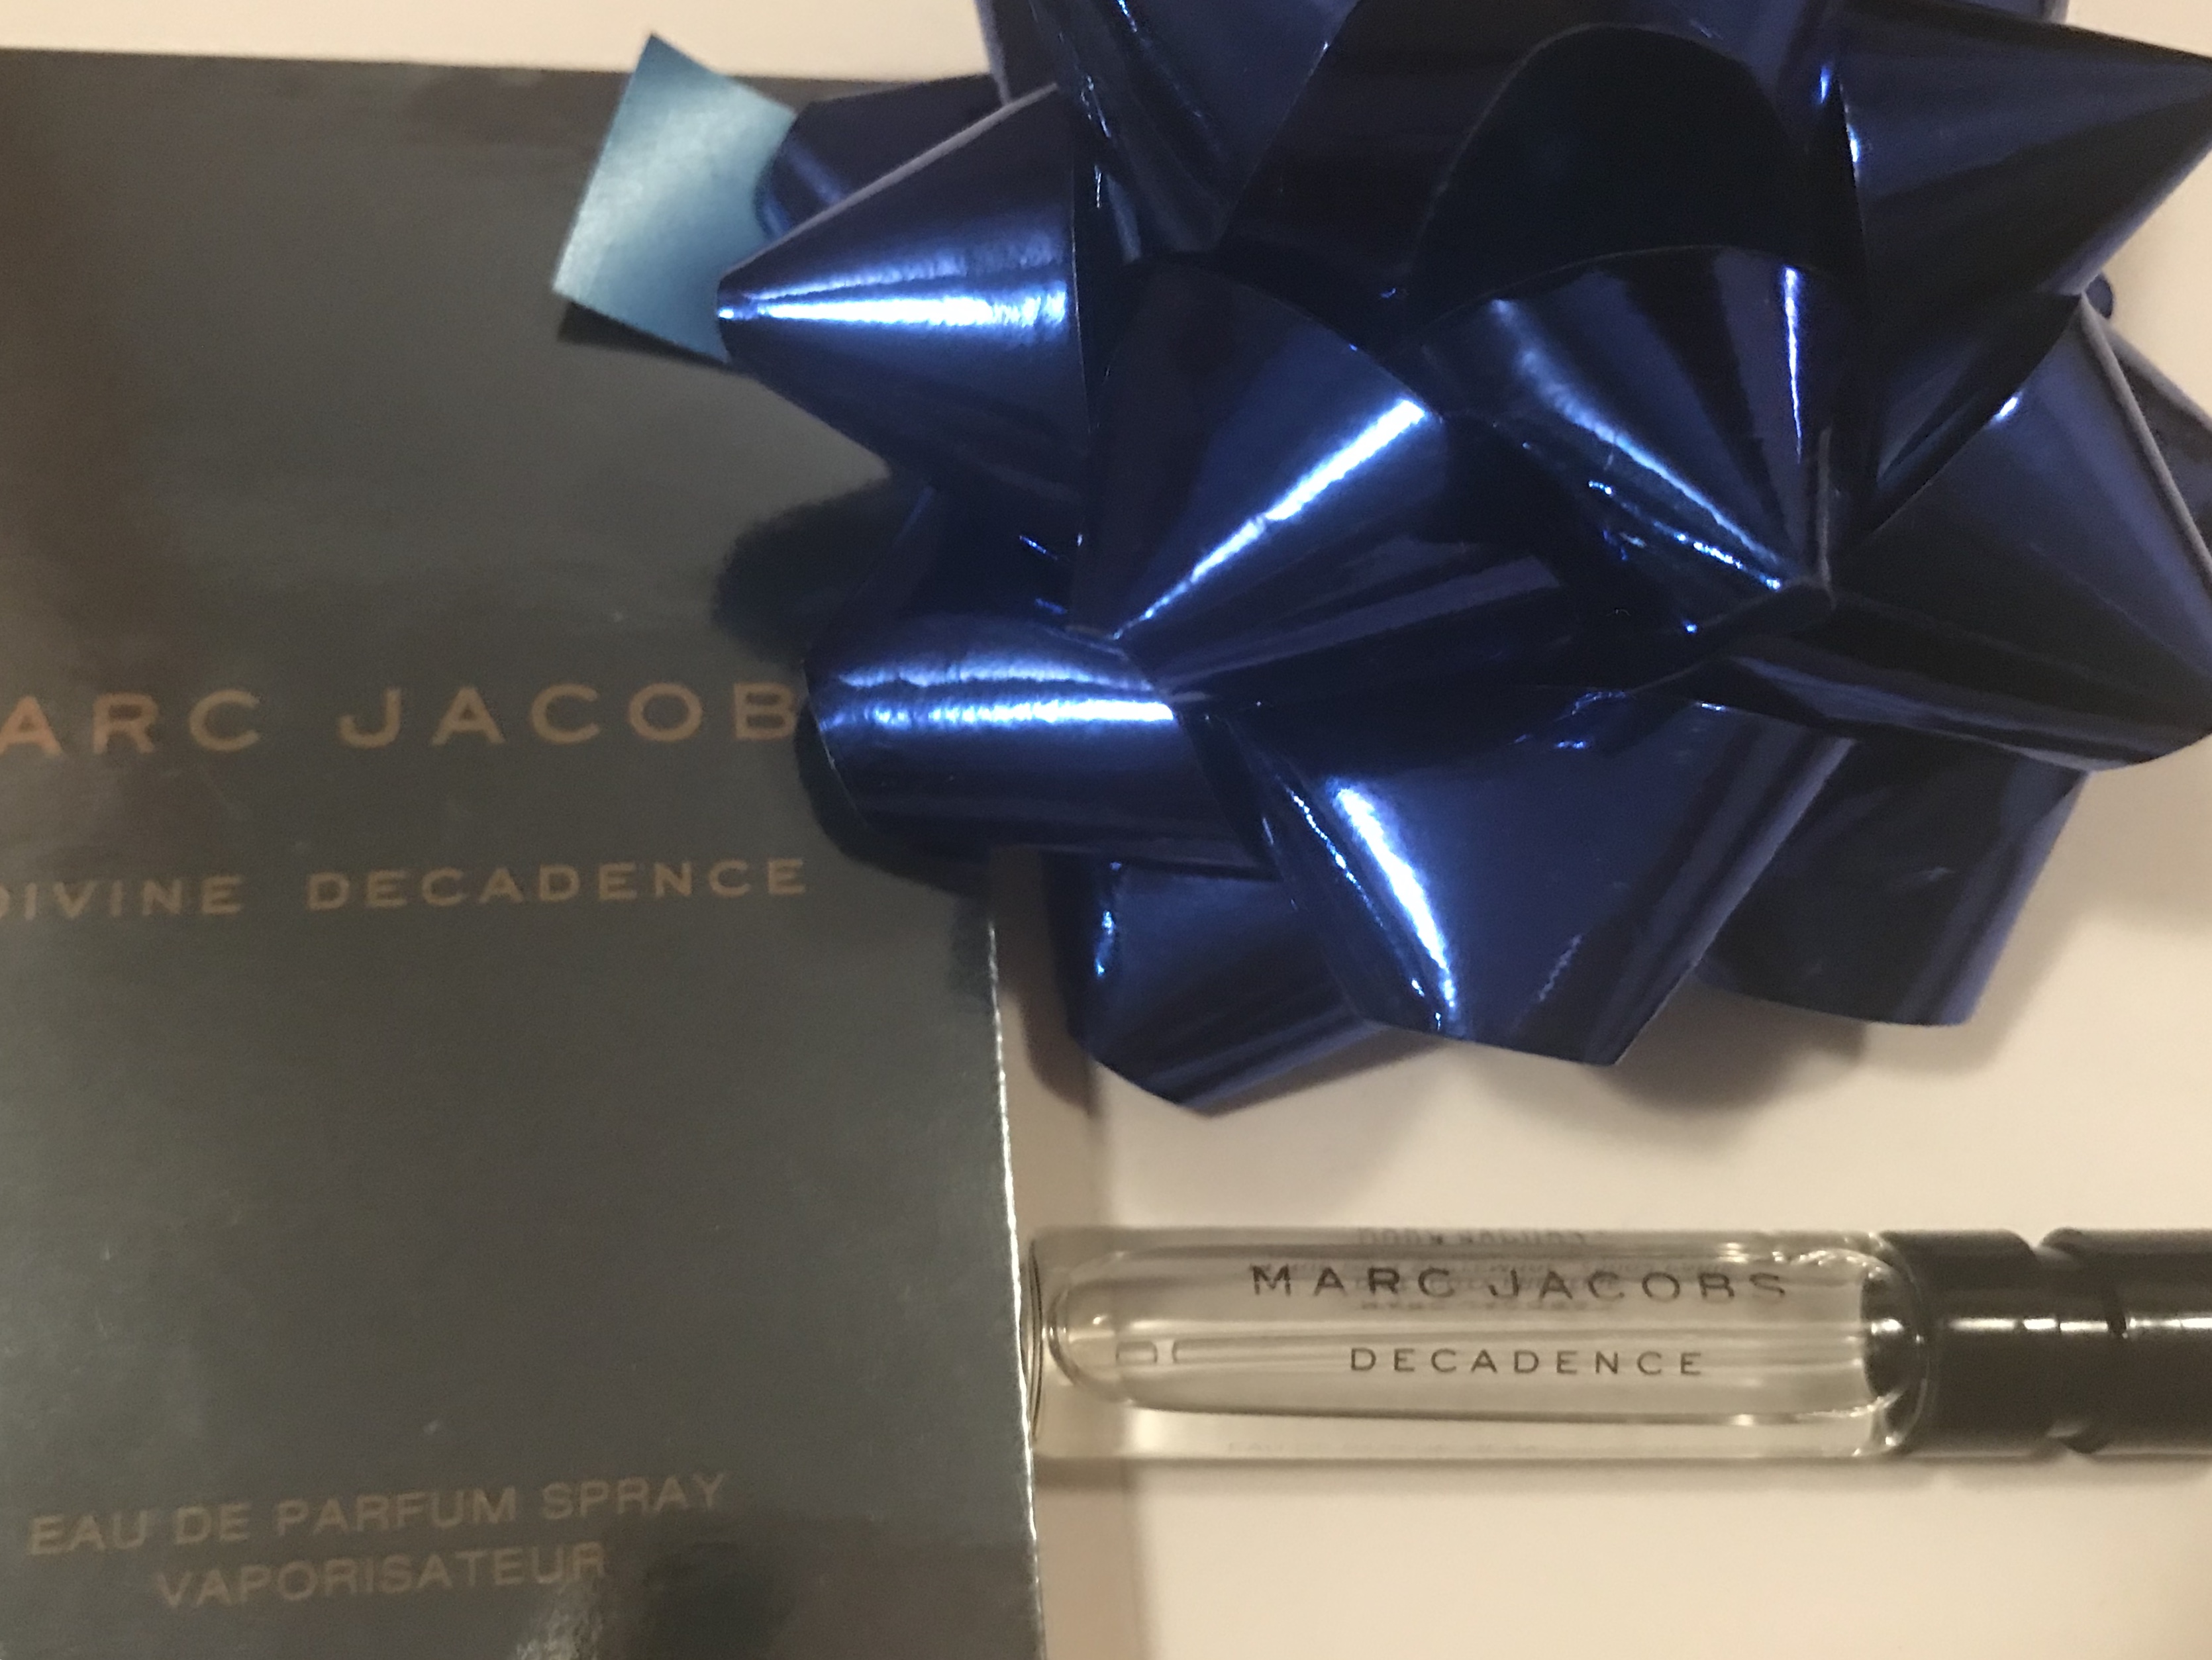 ARC JACOB
DIVINE DECADENCE
EAU DE PARFUM SPRAY
VAPORISATEUR
MARC JACOBS
DECADENCE